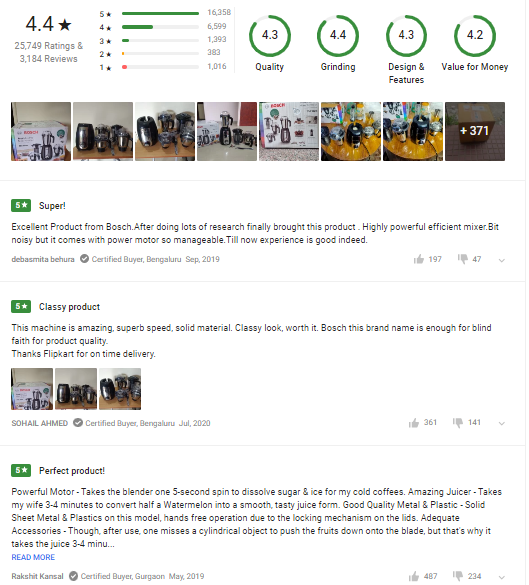 4.4 ★
25,749 Ratings &
3,184 Reviews
5 ★ 16,358
4 ★ 6,599
3 ★ 1,393
2 ★ 383
1 ★ 1,016
4.3 4.4 4.3 4.2
Quality Grinding Design & Value for Money
Features
BOSCH
+ 371
5 ★ Super!
Excellent Product from Bosch.After doing lots of research finally brought this product . Highly powerful efficient mixer.Bit
noisy but it comes with power motor so manageable.Till now experience is good indeed.
debasmita behura Certified Buyer, Bengaluru Sep, 2019 197 47
5 ★ Classy product
This machine is amazing, superb speed, solid material. Classy look, worth it. Bosch this brand name is enough for blind
faith for product quality.
Thanks Flipkart for on time delivery.
SOHAIL AHMED Certified Buyer, Bengaluru Jul, 2020 361 141
5 ★ Perfect product!
Powerful Motor - Takes the blender one 5-second spin to dissolve sugar & ice for my cold coffees. Amazing Juicer - Takes
my wife 3-4 minutes to convert half a Watermelon into a smooth, tasty juice form. Good Quality Metal & Plastic - Solid
Sheet Metal & Plastics on this model, hands free operation due to the locking mechanism on the lids. Adequate
Accessories - Though, after use, one misses a cylindrical object to push the fruits down onto the blade, but that's why it
takes the juice 3-4 minu...
READ MORE
Rakshit Kansal Certified Buyer, Gurgaon May, 2019 487 234